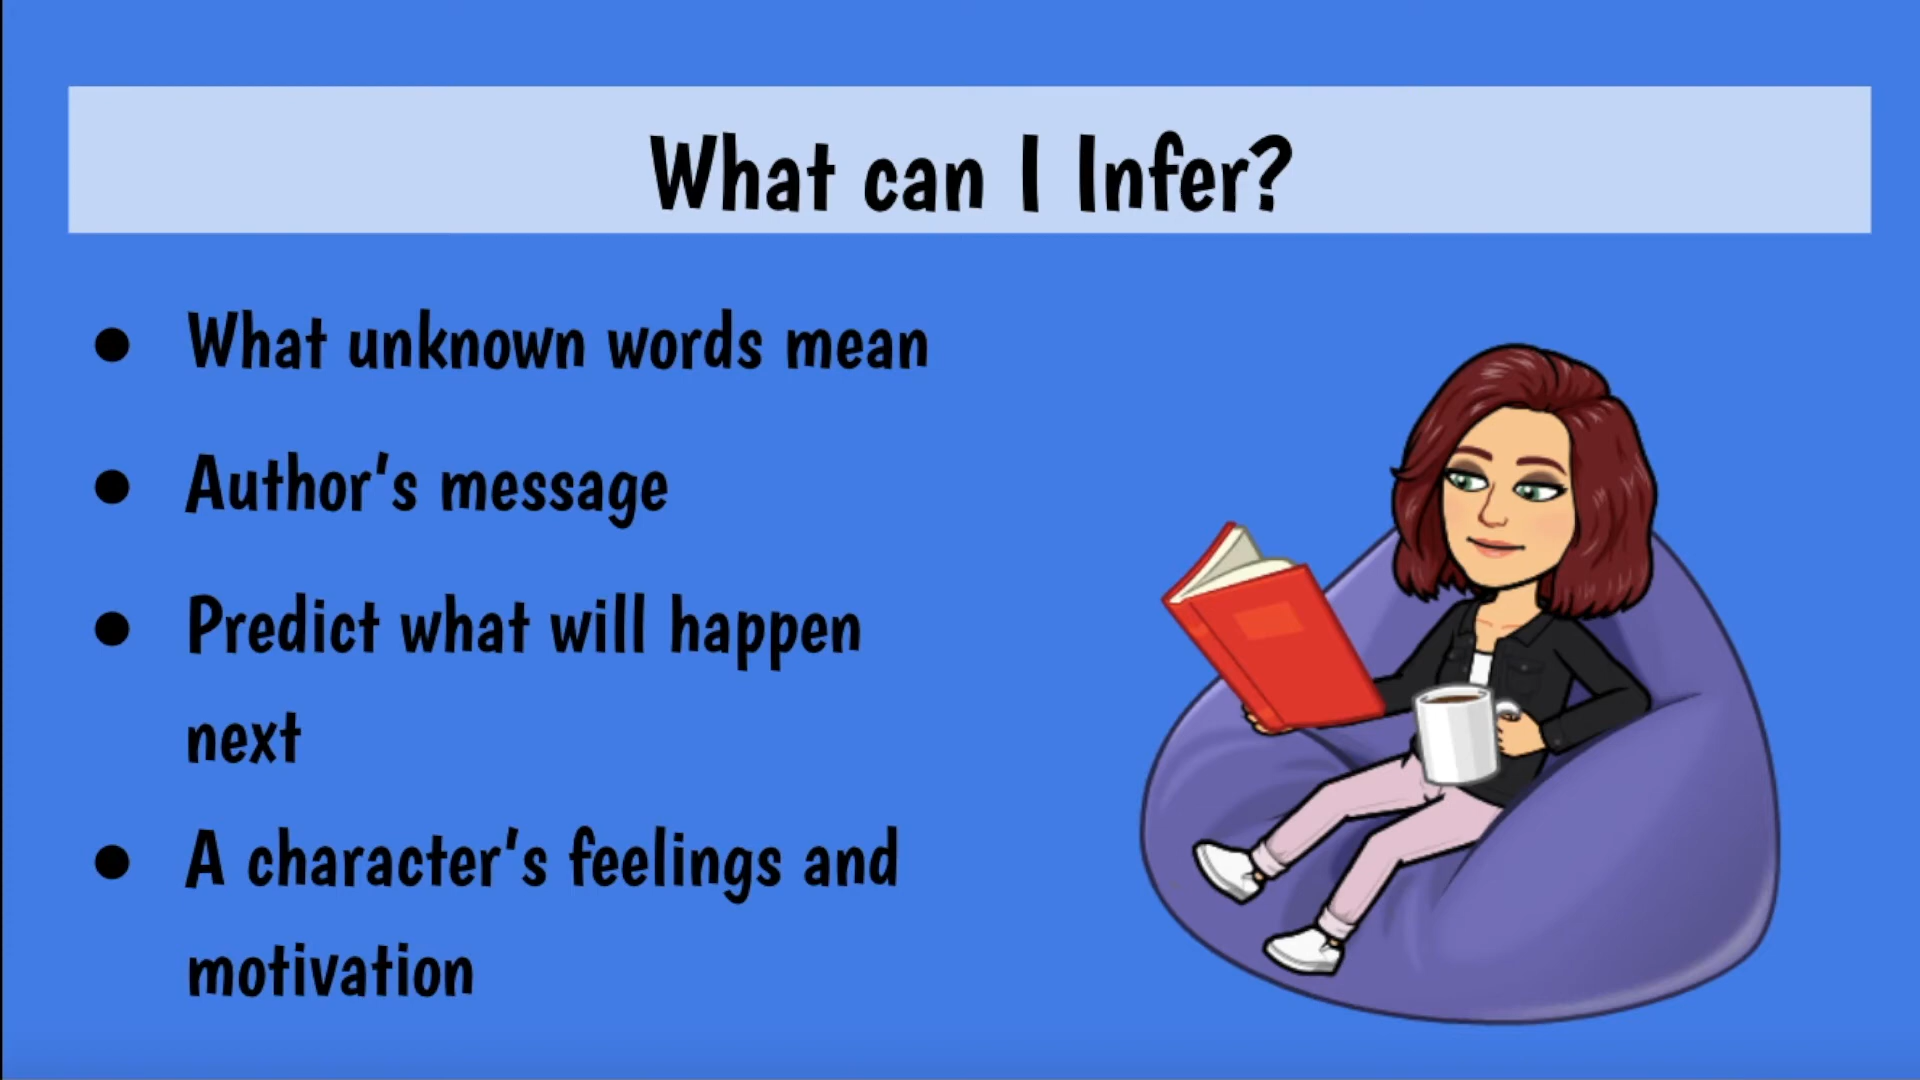 What can I Infer?
● What unknown words mean
● Author's message
● Predict what will happen
next
● A character's feelings and
motivation